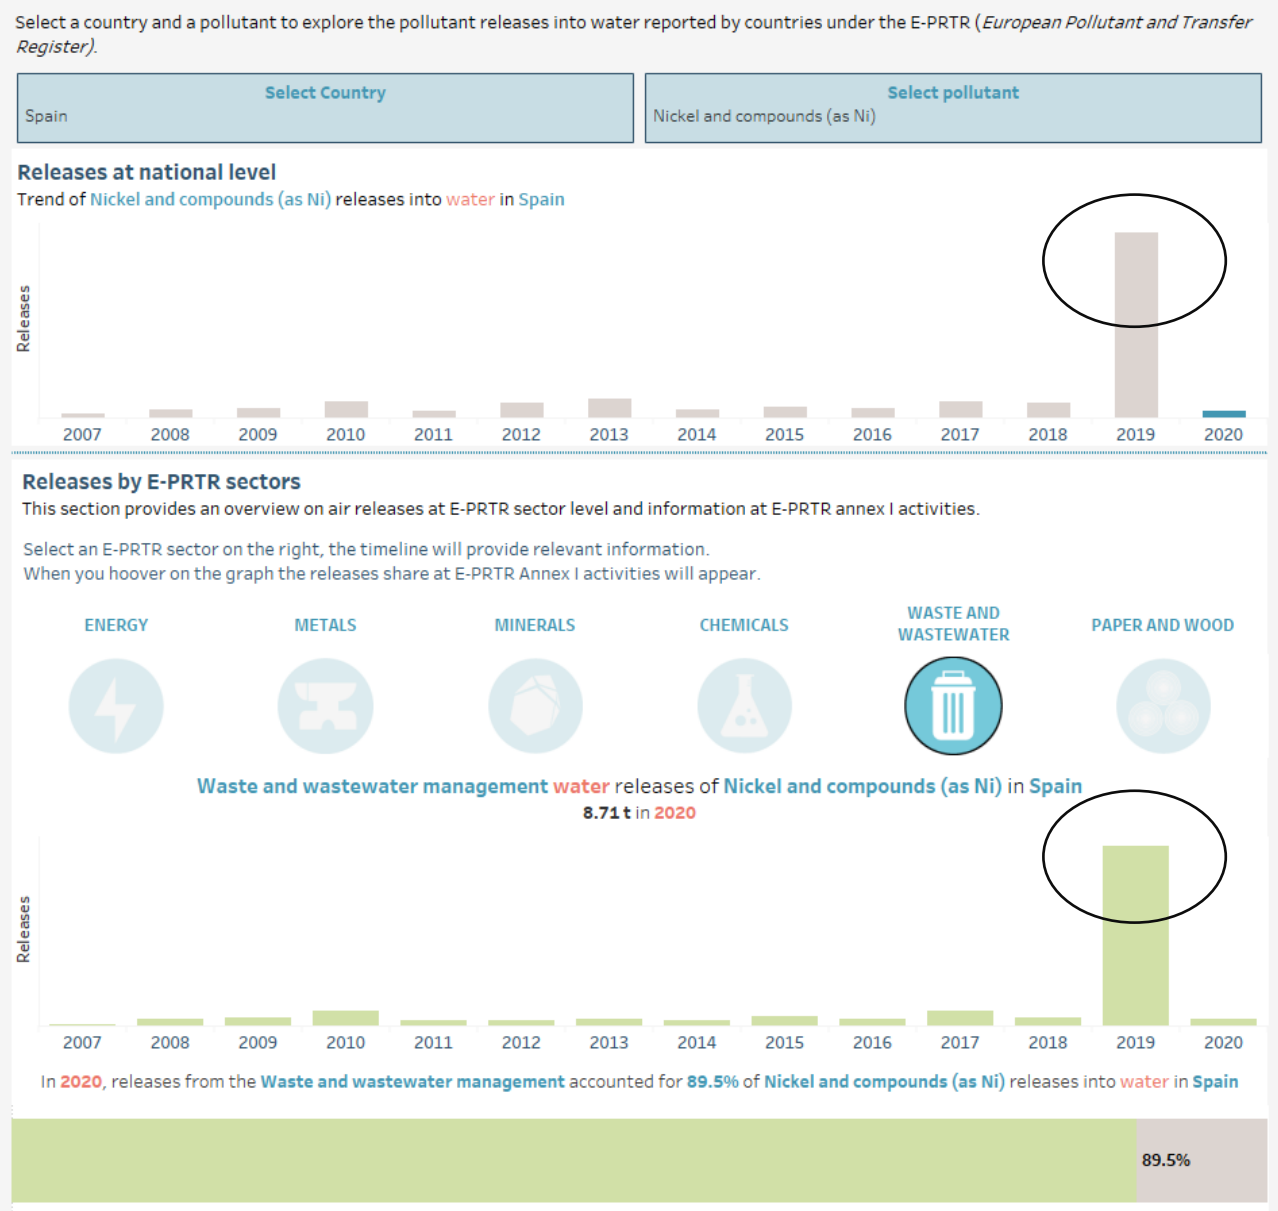 Select a country and a pollutant to explore the pollutant releases into water reported by countries under the E-PRTR (European Pollutant and Transfer
Register).
Select Country
Spain
Select pollutant
Nickel and compounds (as Ni)
Releases at national level
Trend of Nickel and compounds (as Ni) releases into water in Spain
Releases
2007 2008 2009 2010 2011 2012 2013 2014 2015 2016 2017 2018 2019 2020
Releases by E-PRTR sectors
This section provides an overview on air releases at E-PRTR sector level and information at E-PRTR annex I activities.
Select an E-PRTR sector on the right, the timeline will provide relevant information.
When you hoover on the graph the releases share at E-PRTR Annex I activities will appear.
ENERGY
METALS
MINERALS
CHEMICALS
WASTE AND
WASTEWATER
PAPER AND WOOD
Waste and wastewater management water releases of Nickel and compounds (as Ni) in Spain
8.71 t in 2020
Releases
2007 2008 2009 2010 2011 2012 2013 2014 2015 2016 2017 2018 2019 2020
In 2020, releases from the Waste and wastewater management accounted for 89.5% of Nickel and compounds (as Ni) releases into water in Spain
89.5%